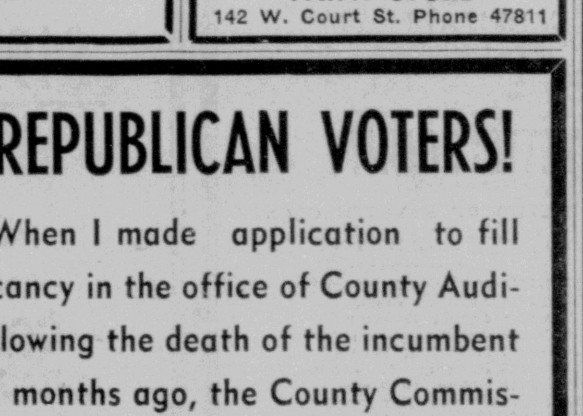 142 W. Court St. Phone 47811
REPUBLICAN VOTERS!
When I made application to fill
cancy in the office of County Audi-
lowing the death of the incumbent
months ago, the County Commis-